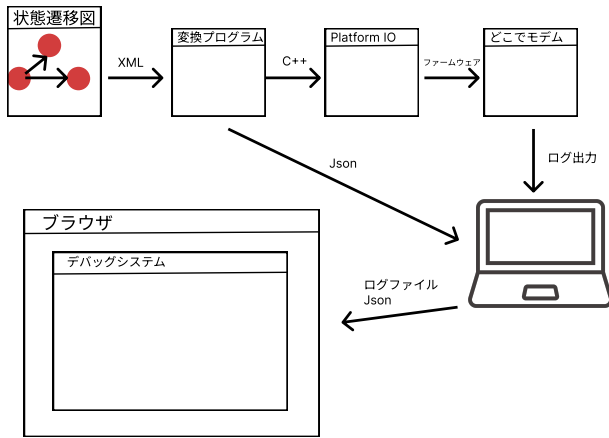 状態遷移図
XML
変換プログラム
C++
Platform IO
ファームウェア
どこでモデム
Json
ログ出力
ブラウザ
デバッグシステム
ログファイル
Json